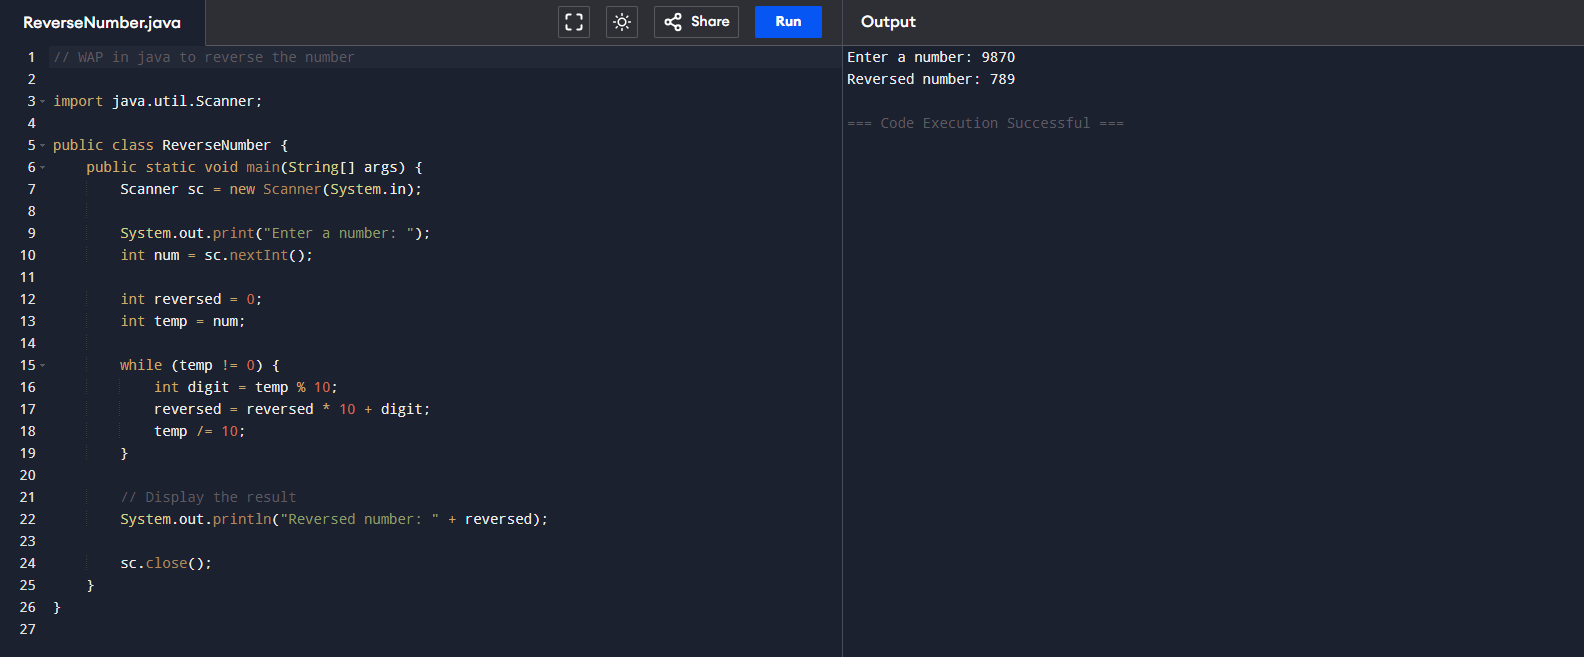 ReverseNumber.java
Share
Run
Output
1 // WAP in java to reverse the number
2
3 import java.util.Scanner;
4
5 public class ReverseNumber {
6     public static void main(String[] args) {
7         Scanner sc = new Scanner(System.in);
8
9         System.out.print("Enter a number: ");
10         int num = sc.nextInt();
11
12         int reversed = 0;
13         int temp = num;
14
15         while (temp != 0) {
16             int digit = temp % 10;
17             reversed = reversed * 10 + digit;
18             temp /= 10;
19         }
20
21         // Display the result
22         System.out.println("Reversed number: " + reversed);
23
24         sc.close();
25     }
26 }
27
Enter a number: 9870
Reversed number: 789
=== Code Execution Successful ===